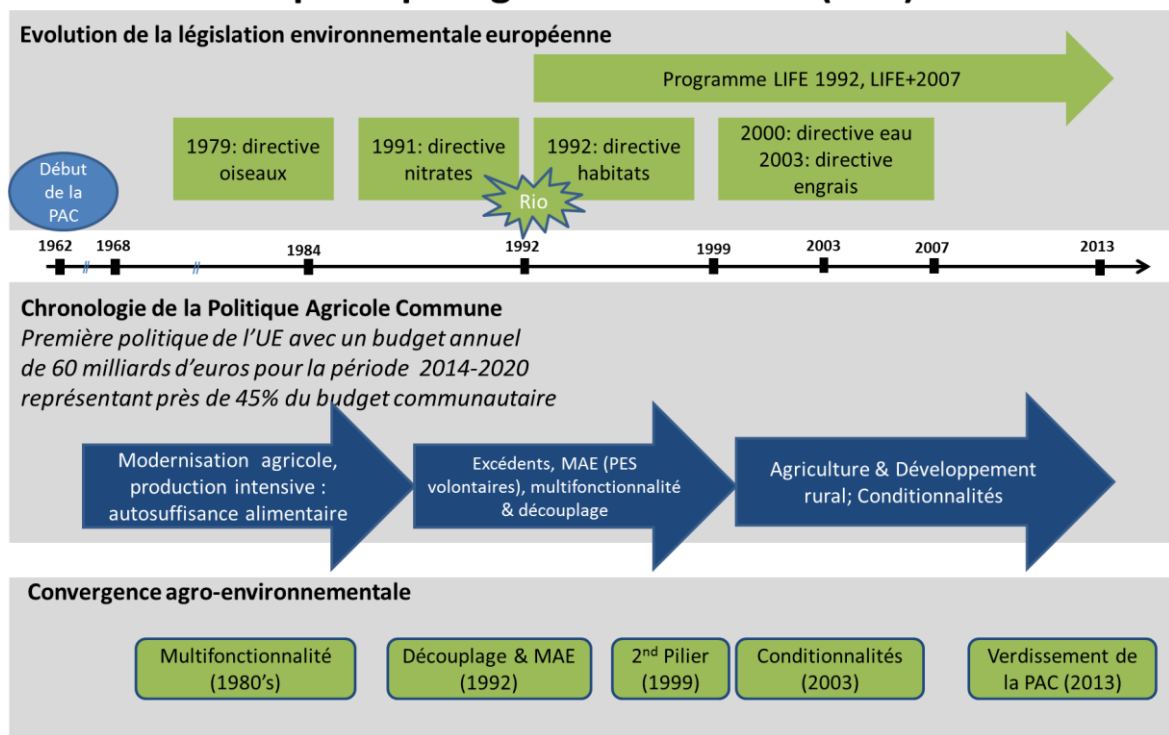 Evolution de la législation environnementale européenne
Programme LIFE 1992, LIFE+2007
1979: directive
oiseaux
1991: directive
nitrates
1992: directive
habitats
2000: directive eau
2003: directive
engrais
Début
de la
PAC
Rio
1962
1968
1984
1992
1999
2003
2007
2013
Chronologie de la Politique Agricole Commune
Première politique de l'UE avec un budget annuel
de 60 milliards d'euros pour la période 2014-2020
représentant près de 45% du budget communautaire
Modernisation agricole,
production intensive :
autosuffisance alimentaire
Excédents, MAE (PES
volontaires), multifonctionnalité
& découplage
Agriculture & Développement
rural; Conditionnalités
Convergence agro-environnementale
Multifonctionnalité
(1980's)
Découplage & MAE
(1992)
2nd Pilier
(1999)
Conditionnalités
(2003)
Verdissement de
la PAC (2013)